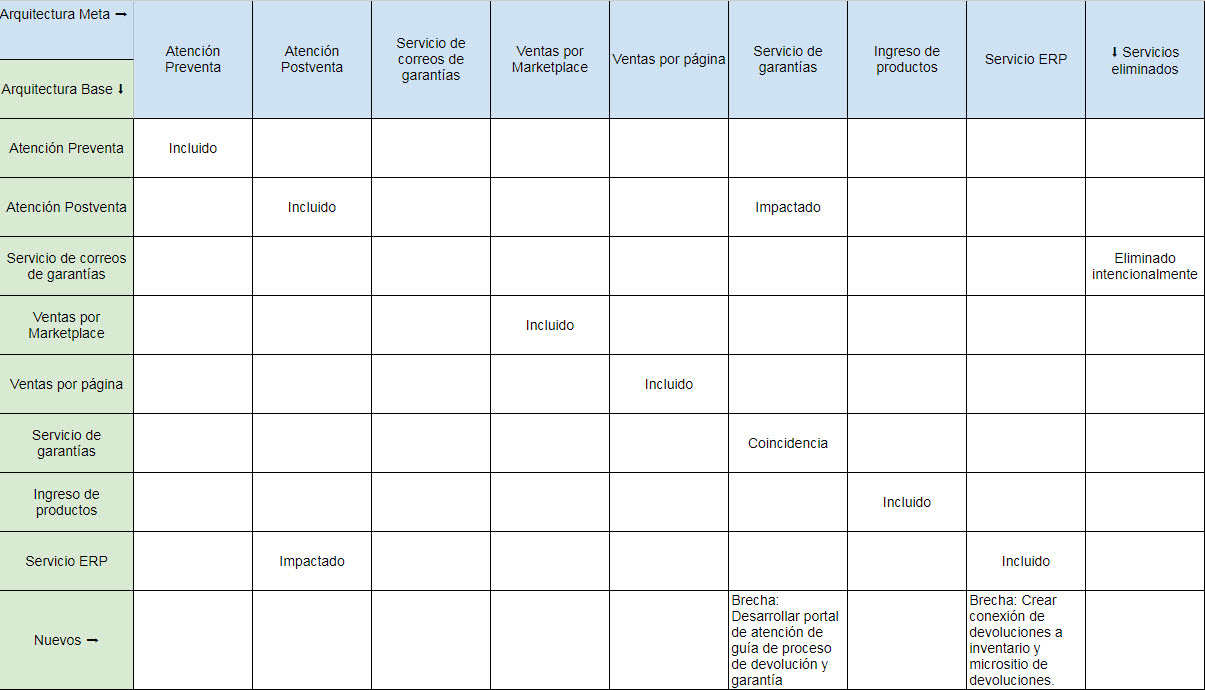 Arquitectura Meta →
Arquitectura Base ↓
Atención
Preventa
Atención
Postventa
Servicio de
correos de
garantías
Ventas por
Marketplace
Ventas por página
Servicio de
garantías
Ingreso de
productos
Servicio ERP
↓ Servicios
eliminados
Atención Preventa
Incluido
Atención Postventa
Incluido
Impactado
Servicio de correos
de garantías
Eliminado
intencionalmente
Ventas por
Marketplace
Incluido
Ventas por página
Incluido
Servicio de
garantías
Coincidencia
Ingreso de
productos
Incluido
Servicio ERP
Impactado
Incluido
Nuevos →
Brecha:
Desarrollar portal
de atención de
guía de proceso
de devolución y
garantía
Brecha: Crear
conexión de
devoluciones a
inventario y
micrositio de
devoluciones.